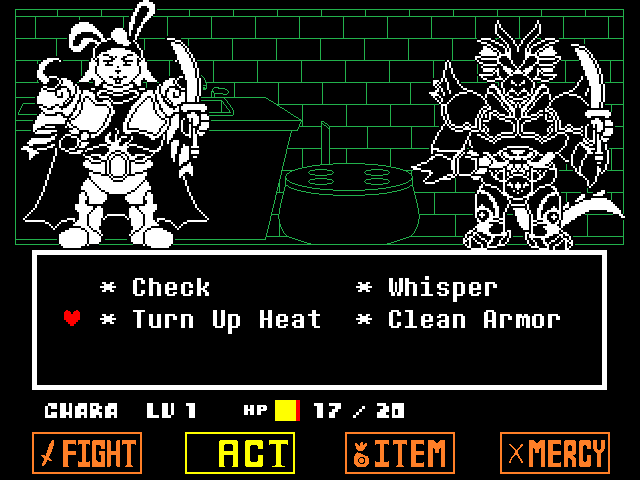 * Check * Whisper
* Turn Up Heat * Clean Armor
CHARA LV 1 HP 17 / 20
FIGHT ACT ITEM MERCY